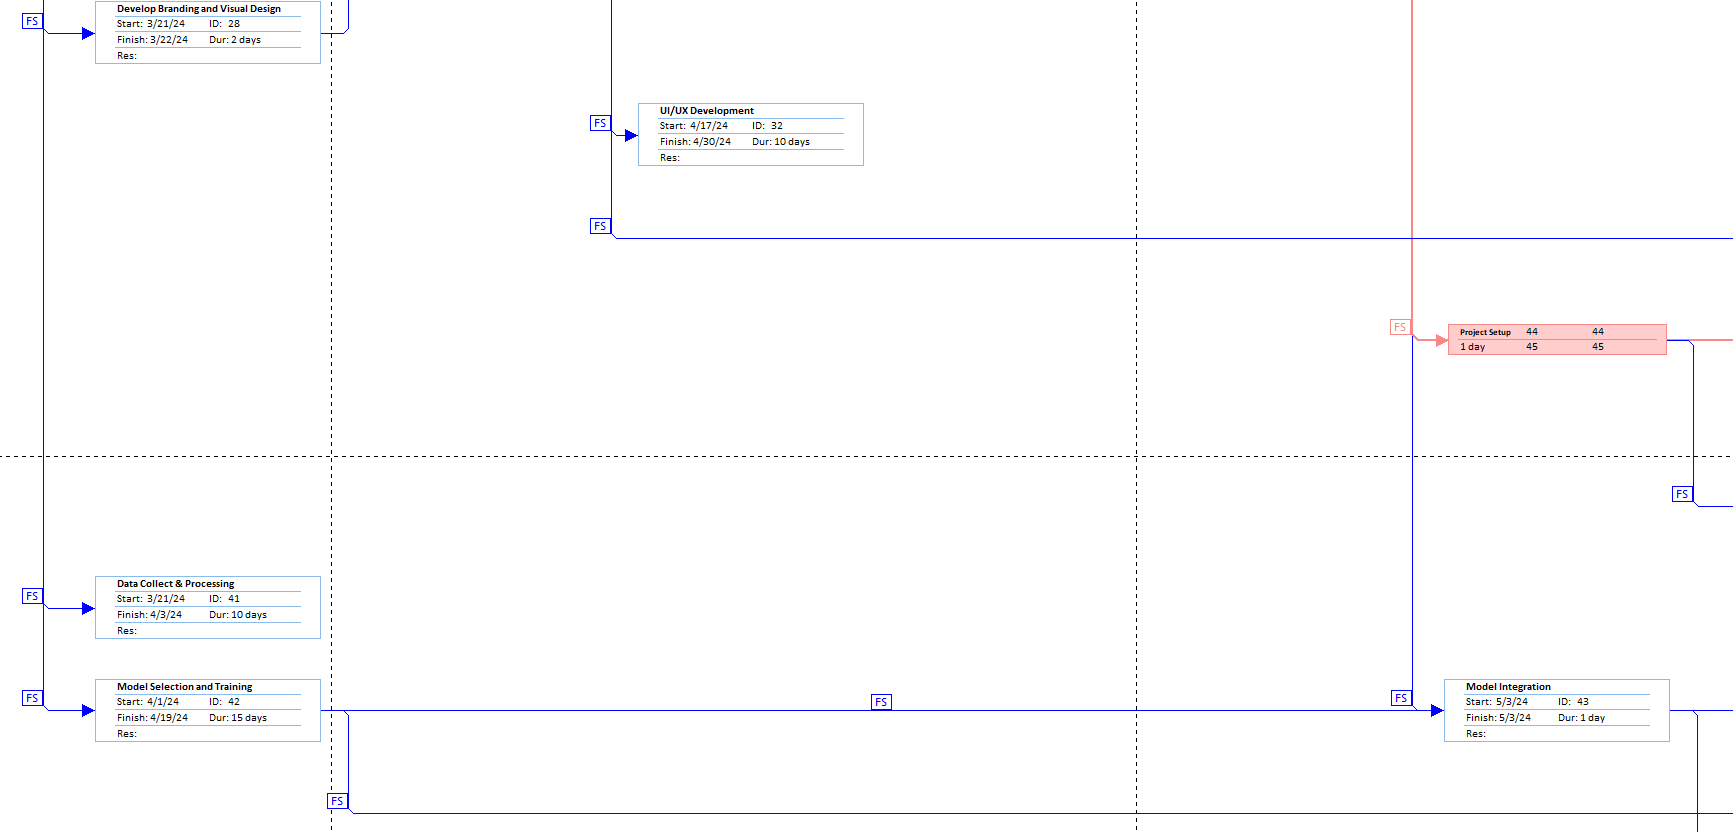 Develop Branding and Visual Design
FS
Start: 3/21/24 ID: 28
Finish: 3/22/24 Dur: 2 days
Res:
UI/UX Development
FS
Start: 4/17/24 ID: 32
Finish: 4/30/24 Dur: 10 days
Res:
FS
FS
Project Setup 44 44
1 day 45 45
FS
Data Collect & Processing
FS
Start: 3/21/24 ID: 41
Finish: 4/3/24 Dur: 10 days
Res:
Model Selection and Training
FS
Start: 4/1/24 ID: 42
Finish: 4/19/24 Dur: 15 days
Res:
FS
FS
Model Integration
Start: 5/3/24 ID: 43
Finish: 5/3/24 Dur: 1 day
Res:
FS